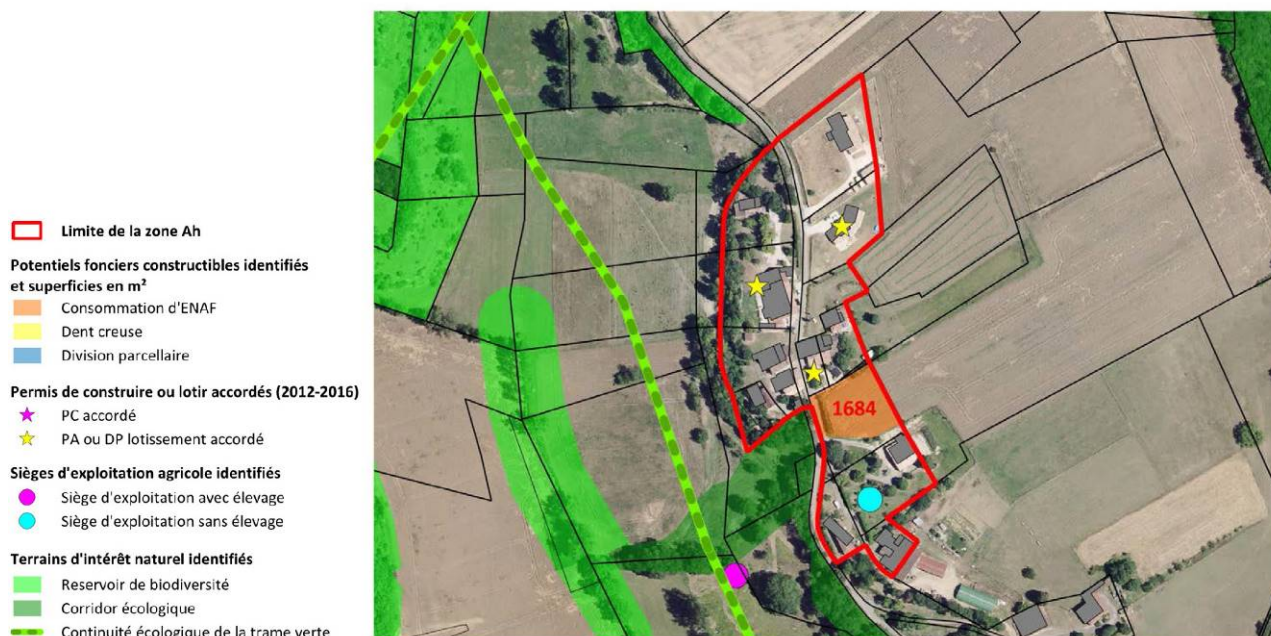 Limite de la zone Ah
Potentiels fonciers constructibles identifiés
et superficies en m²
Consommation d'ENAF
Dent creuse
Division parcellaire
Permis de construire ou lotir accordés (2012-2016)
PC accordé
PA ou DP lotissement accordé
Sièges d'exploitation agricole identifiés
Siège d'exploitation avec élevage
Siège d'exploitation sans élevage
Terrains d'intérêt naturel identifiés
Reservoir de biodiversité
Corridor écologique
Continuité écologique de la trame verte
1684